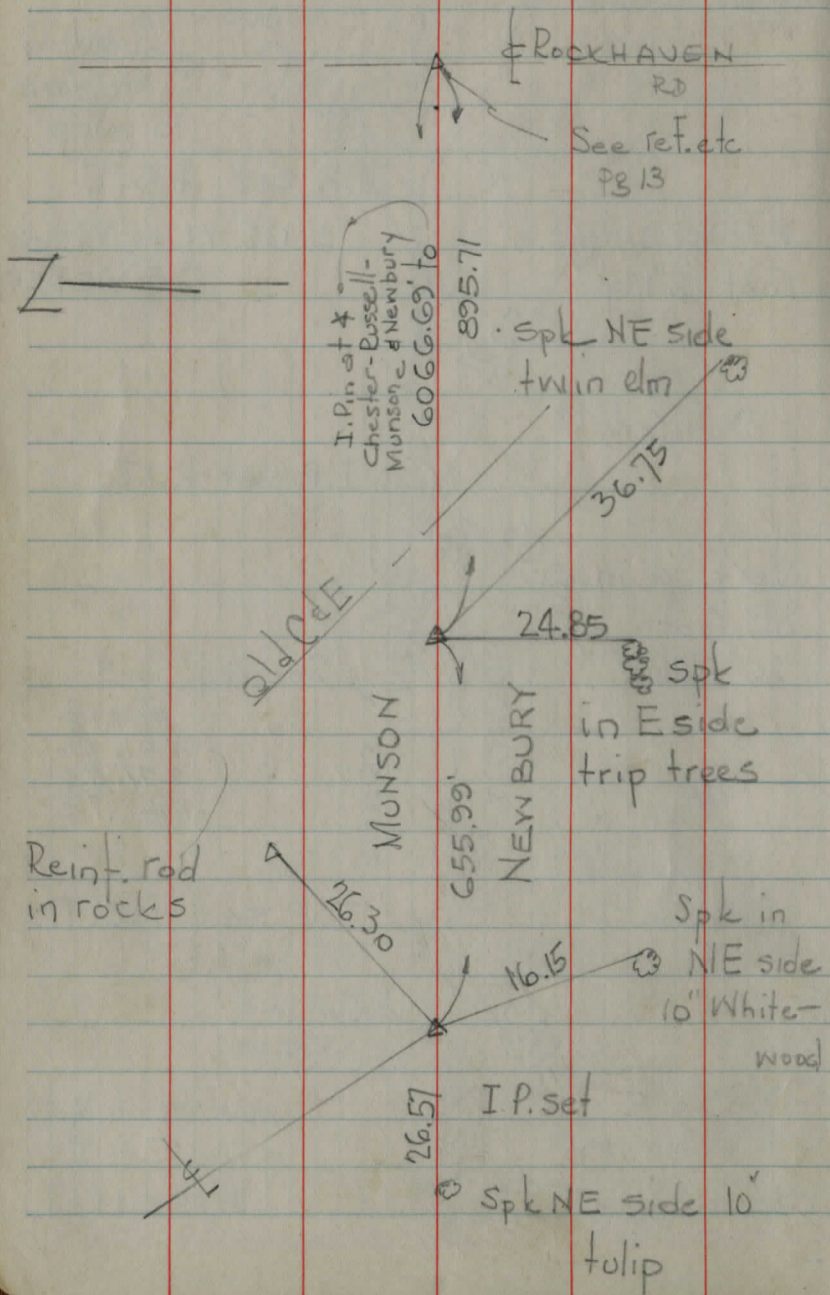 ℄ ROCKHAVEN
RD
See ref. etc
Pg 13
I. Pin at ∡
Chester-Russell-
Munson & Newbury
6066.69' to
895.71
Spk NE side
twin elm
36.75
Old C&E
24.85
Spk
in E side
trip trees
MUNSON
655.99'
NEWBURY
Reinf. rod
in rocks
26.30
16.15
Spk in
NE side
10" White-
wood
I P. set
26.57
Spk NE side 10"
tulip